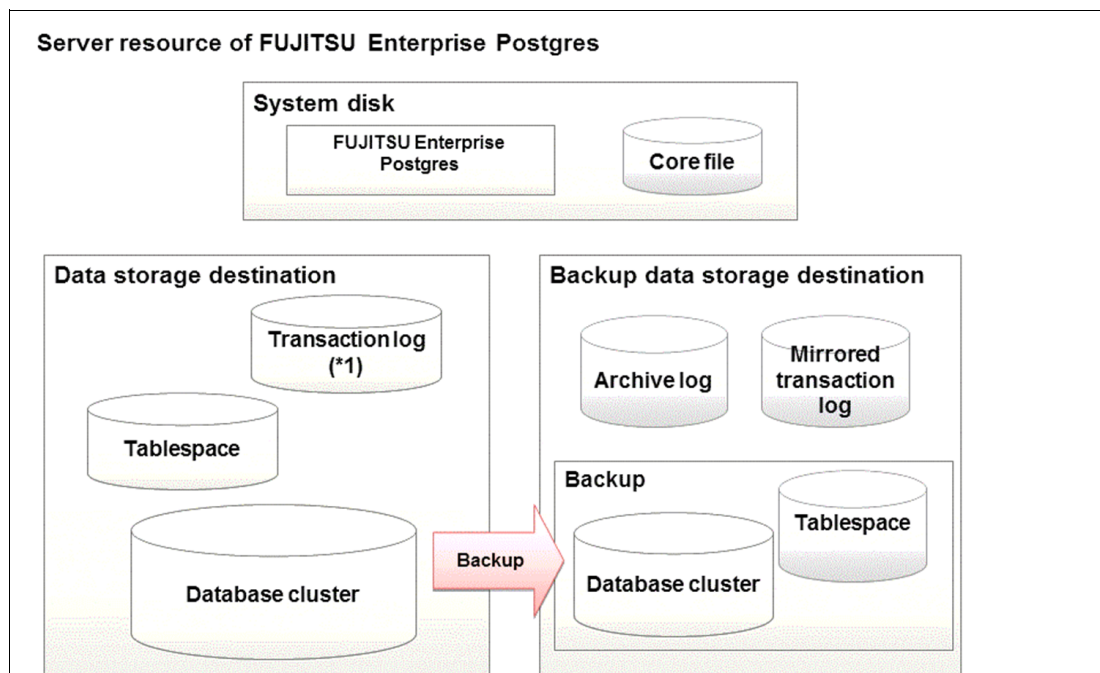 Server resource of FUJITSU Enterprise Postgres
System disk
FUJITSU Enterprise
Postgres
Core file
Data storage destination
Transaction log
(*1)
Tablespace
Database cluster
Backup
Backup data storage destination
Archive log
Mirrored
transaction
log
Backup
Tablespace
Database cluster